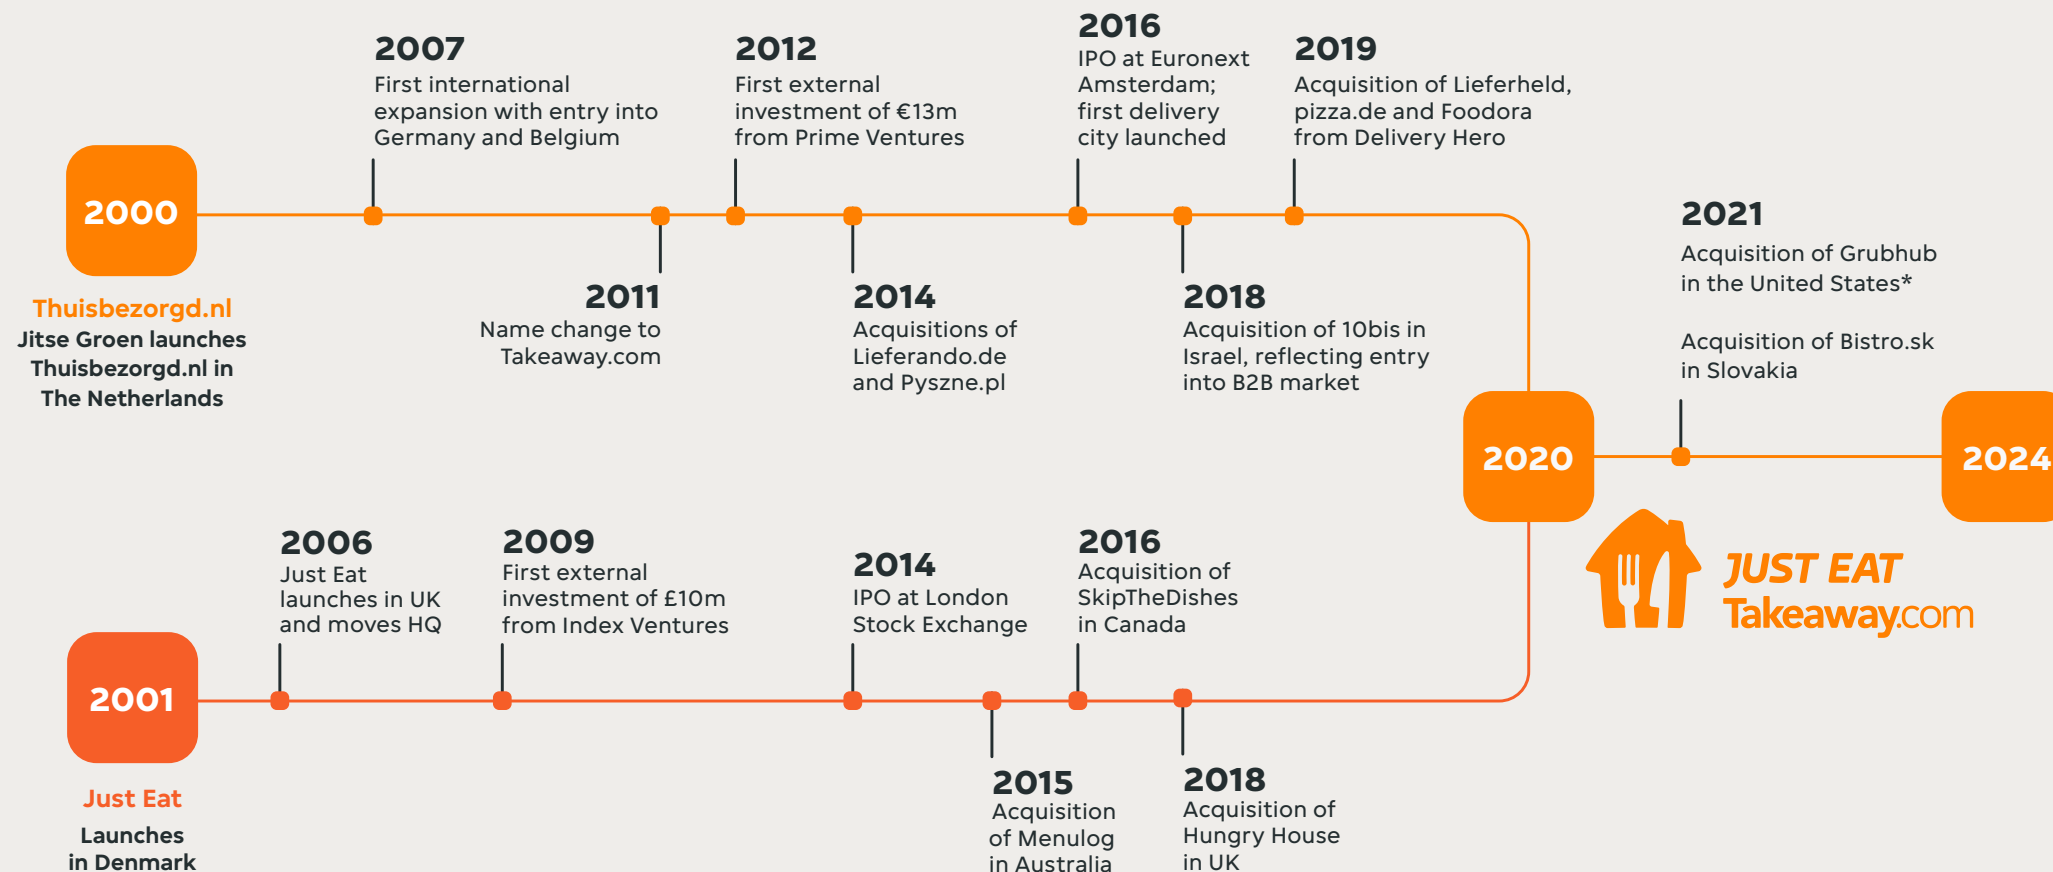 2000
Thuisbezorgd.nl
Jitse Groen launches
Thuisbezorgd.nl in
The Netherlands
2007
First international
expansion with entry into
Germany and Belgium
2011
Name change to
Takeaway.com
2012
First external
investment of €13m
from Prime Ventures
2014
Acquisitions of
Lieferando.de
and Pyszne.pl
2016
IPO at Euronext
Amsterdam;
first delivery
city launched
2018
Acquisition of 10bis in
Israel, reflecting entry
into B2B market
2019
Acquisition of Lieferheld,
pizza.de and Foodora
from Delivery Hero
2001
Just Eat
Launches
in Denmark
2006
Just Eat
launches in UK
and moves HQ
2009
First external
investment of £10m
from Index Ventures
2014
IPO at London
Stock Exchange
2015
Acquisition
of Menulog
in Australia
2016
Acquisition of
SkipTheDishes
in Canada
2018
Acquisition of
Hungry House
in UK
2020
JUST EAT
Takeaway.com
2021
Acquisition of Grubhub
in the United States*
Acquisition of Bistro.sk
in Slovakia
2024